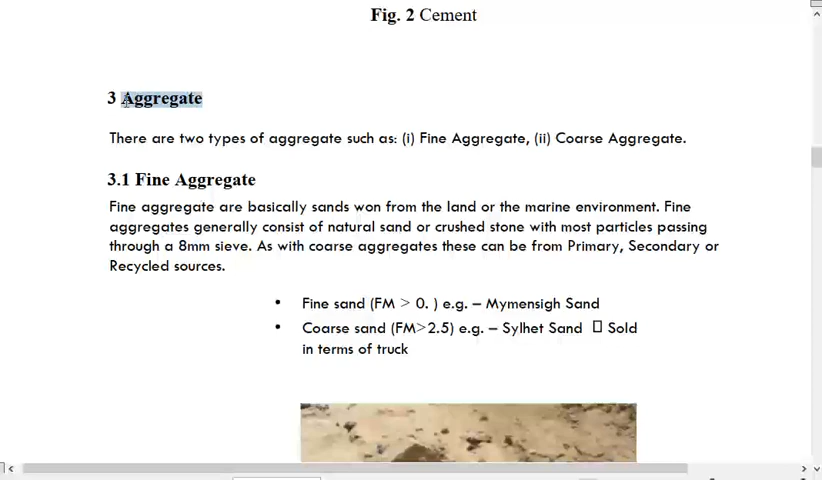 Fig. 2 Cement
3 Aggregate
There are two types of aggregate such as: (i) Fine Aggregate, (ii) Coarse Aggregate.
3.1 Fine Aggregate
Fine aggregate are basically sands won from the land or the marine environment. Fine
aggregates generally consist of natural sand or crushed stone with most particles passing
through a 8mm sieve. As with coarse aggregates these can be from Primary, Secondary or
Recycled sources.
• Fine sand (FM > 0. ) e.g. – Mymensigh Sand
• Coarse sand (FM>2.5) e.g. – Sylhet Sand  Sold
in terms of truck